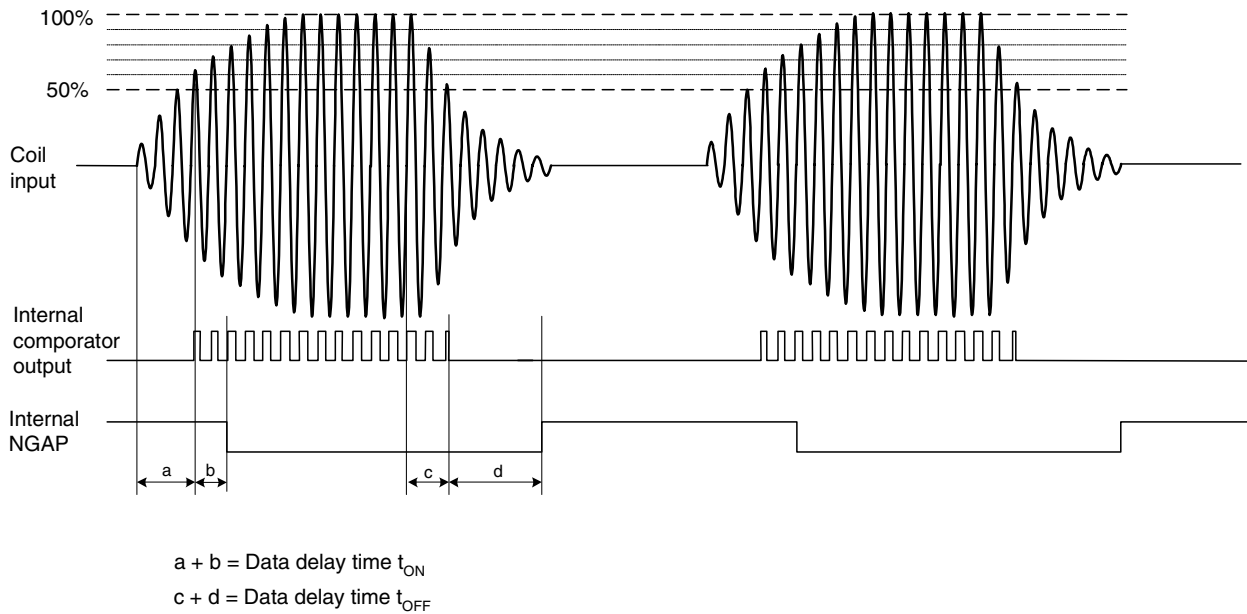 100%
50%
Coil
input
Internal
comporator
output
Internal
NGAP
a b c d
a + b = Data delay time tON
c + d = Data delay time tOFF